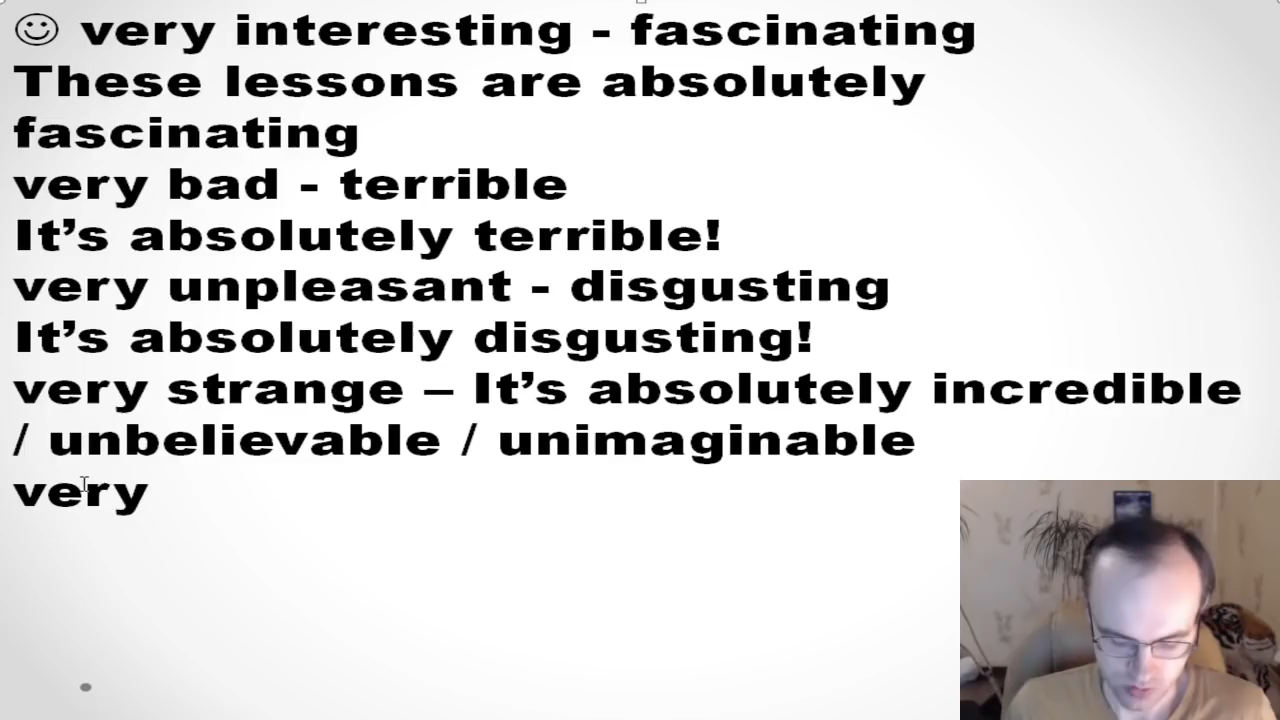 ☺ very interesting - fascinating
These lessons are absolutely
fascinating
very bad - terrible
It’s absolutely terrible!
very unpleasant - disgusting
It’s absolutely disgusting!
very strange – It’s absolutely incredible
/ unbelievable / unimaginable
very